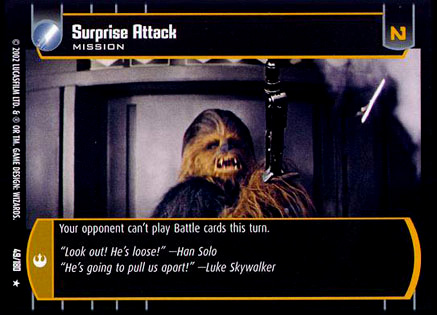 Surprise Attack
MISSION
N
© 2002 LUCASFILM LTD. & ® OR TM. GAME DESIGN: WIZARDS.
Your opponent can't play Battle cards this turn.
"Look out! He's loose!" —Han Solo
"He's going to pull us apart!" —Luke Skywalker
49/180